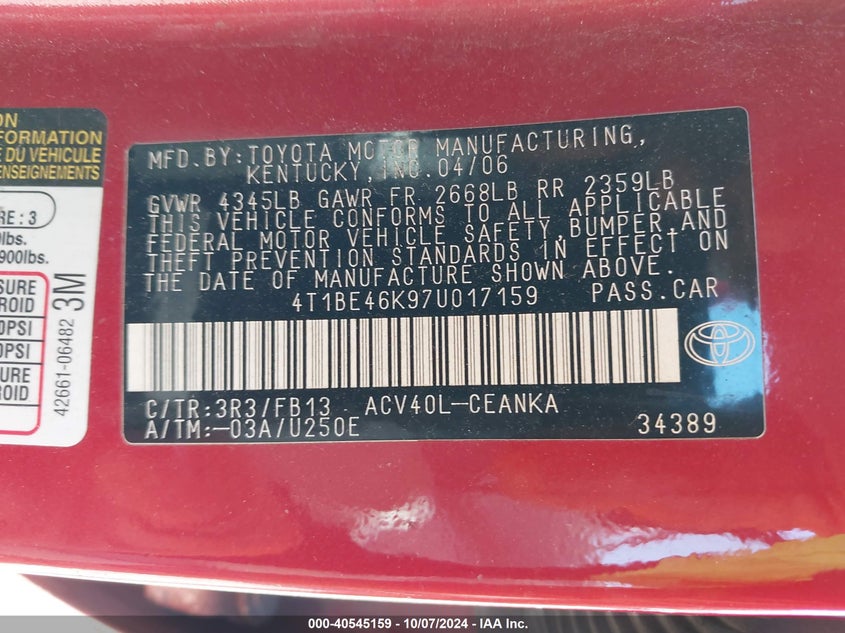 ON
FORMATION
DU VÉHICULE
ENSEIGNEMENTS
RE : 3
lbs.
900lbs.
SURE
ROID
0PSI
0PSI
SURE
ROID
42661-06482 3M
MFD.BY:TOYOTA MOTOR MANUFACTURING,
KENTUCKY,INC.04/06
GVWR 4345LB GAWR FR 2668LB RR 2359LB
THIS VEHICLE CONFORMS TO ALL APPLICABLE
FEDERAL MOTOR VEHICLE SAFETY,BUMPER,AND
THEFT PREVENTION STANDARDS IN EFFECT ON
THE DATE OF MANUFACTURE SHOWN ABOVE.
4T1BE46K97U017159 PASS.CAR
C/TR:3R3/FB13 ACV40L-CEANKA
A/TM:-03A/U250E 34389
000-40545159 - 10/07/2024 - IAA Inc.